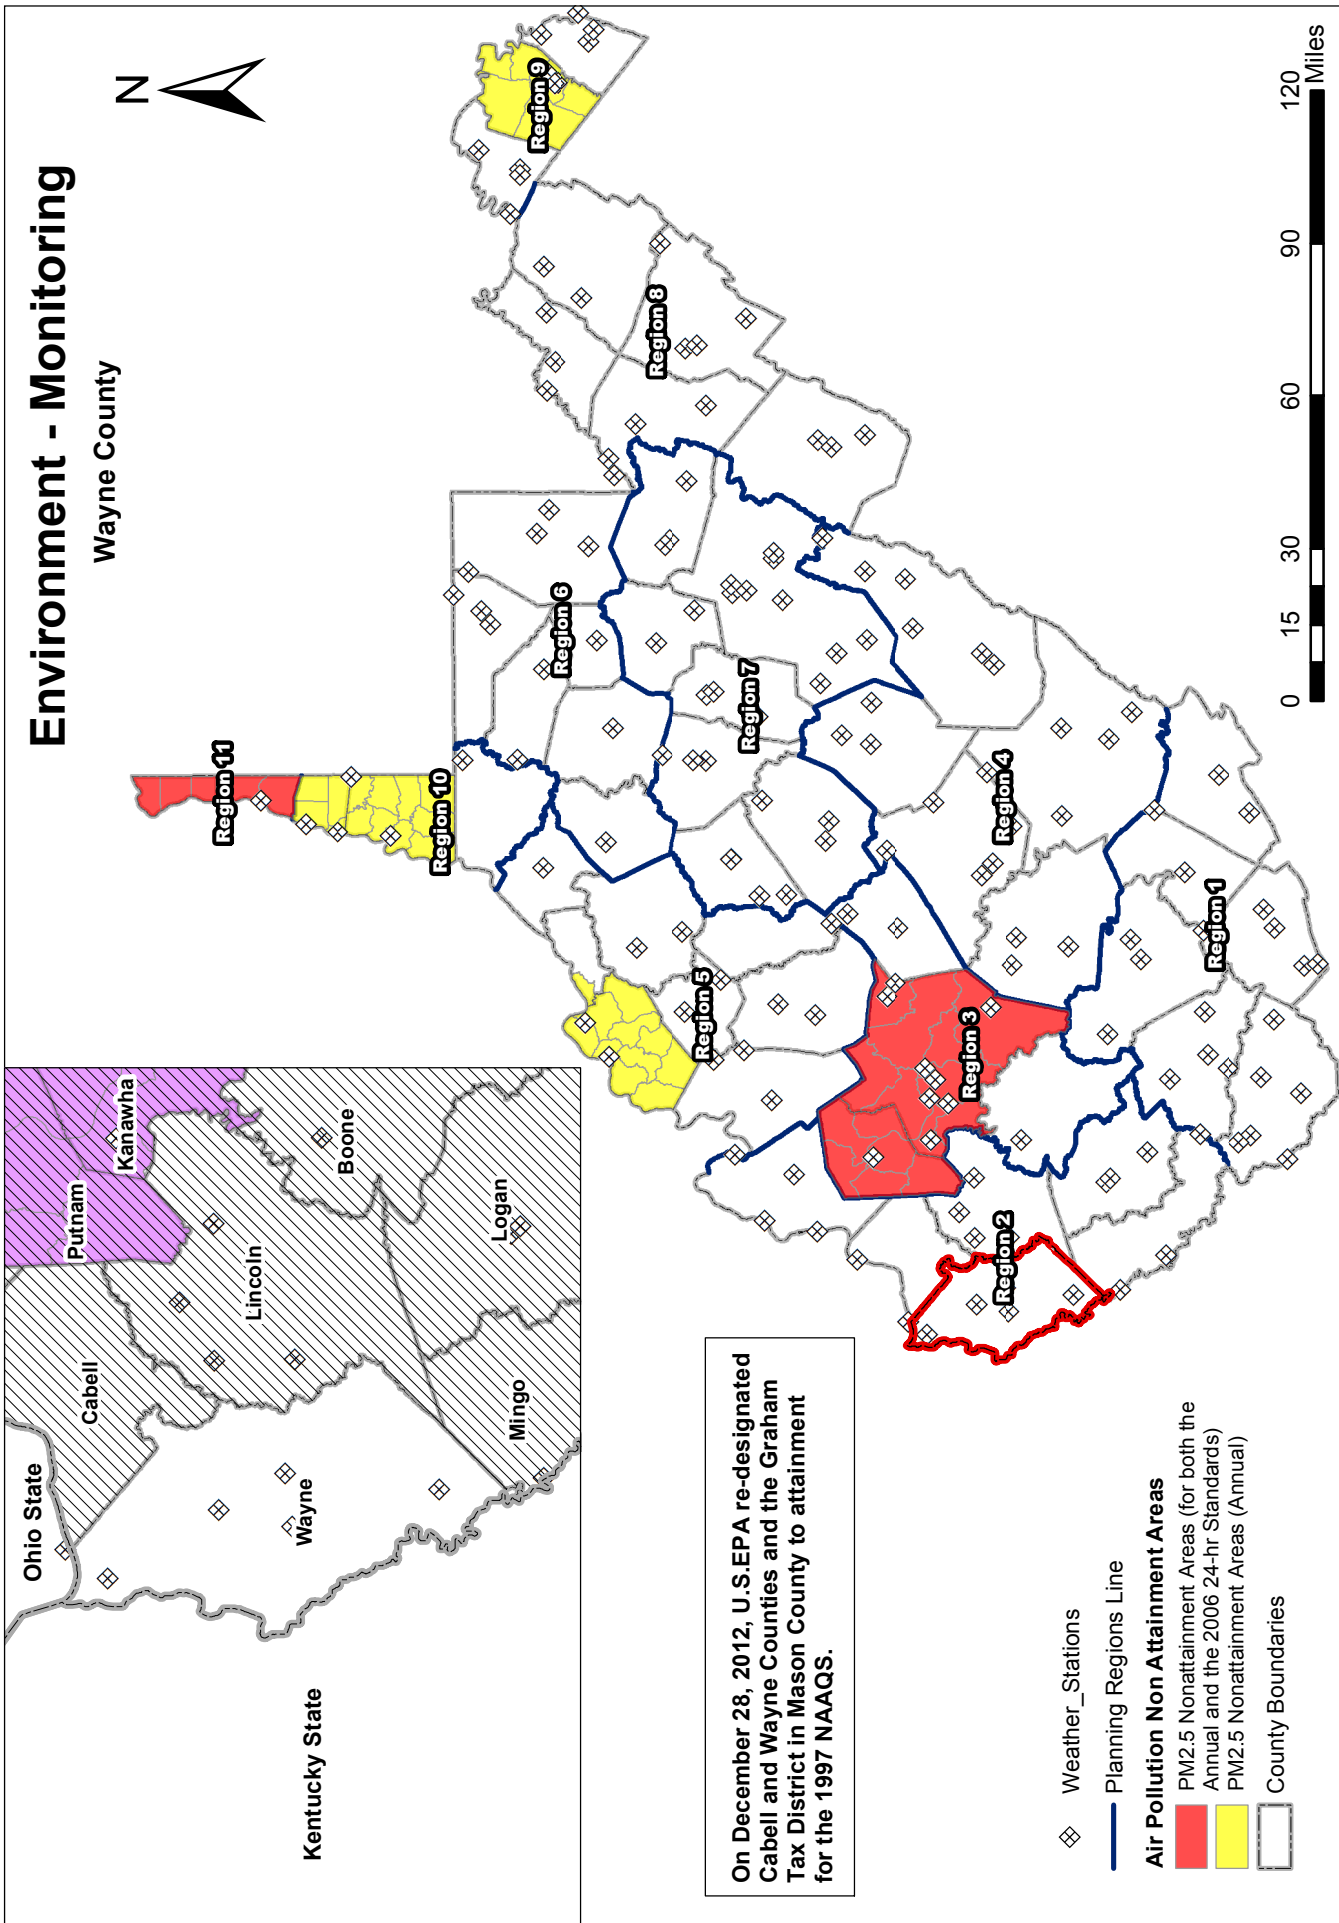 Environment - Monitoring
Wayne County
N
Ohio State
Kentucky State
Putnam
Kanawha
Cabell
Lincoln
Boone
Wayne
Logan
Mingo
Region 11
Region 10
Region 9
Region 8
Region 6
Region 7
Region 5
Region 4
Region 3
Region 2
Region 1
On December 28, 2012, U.S.EPA re-designated
Cabell and Wayne Counties and the Graham
Tax District in Mason County to attainment
for the 1997 NAAQS.
Weather_Stations
Planning Regions Line
Air Pollution Non Attainment Areas
PM2.5 Nonattainment Areas (for both the
Annual and the 2006 24-hr Standards)
PM2.5 Nonattainment Areas (Annual)
County Boundaries
0 15 30 60 90 120
Miles